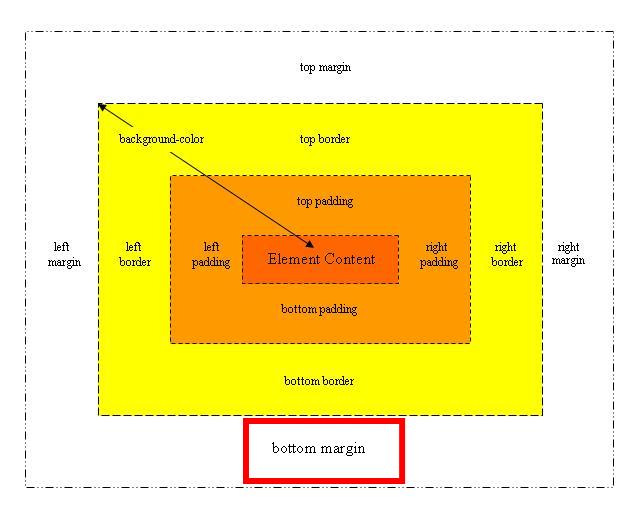 top margin
background-color
top border
top padding
left
margin
left
border
left
padding
Element Content
right
padding
right
border
right
margin
bottom padding
bottom border
bottom margin